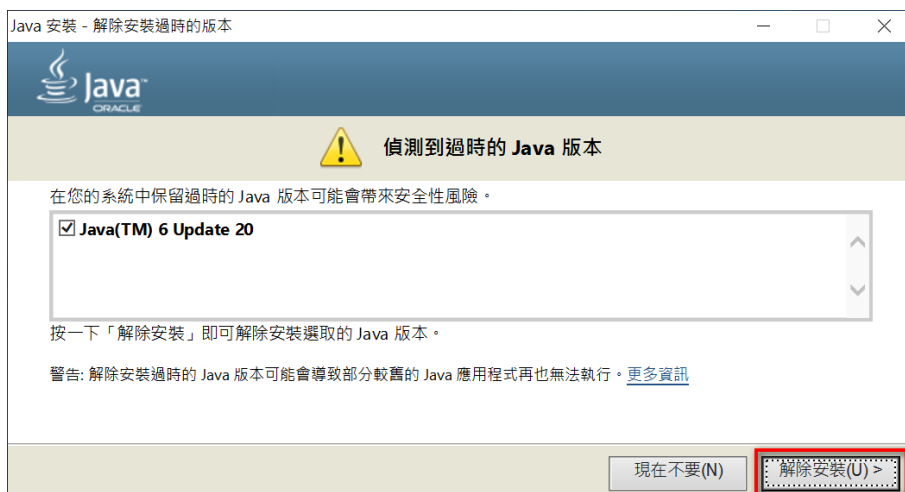 Java 安裝 - 解除安裝過時的版本
Java™
ORACLE
偵測到過時的 Java 版本
在您的系統中保留過時的 Java 版本可能會帶來安全性風險。
Java(TM) 6 Update 20
按一下「解除安裝」即可解除安裝選取的 Java 版本。
警告: 解除安裝過時的 Java 版本可能會導致部分較舊的 Java 應用程式再也無法執行。更多資訊
現在不要(N) 解除安裝(U) >